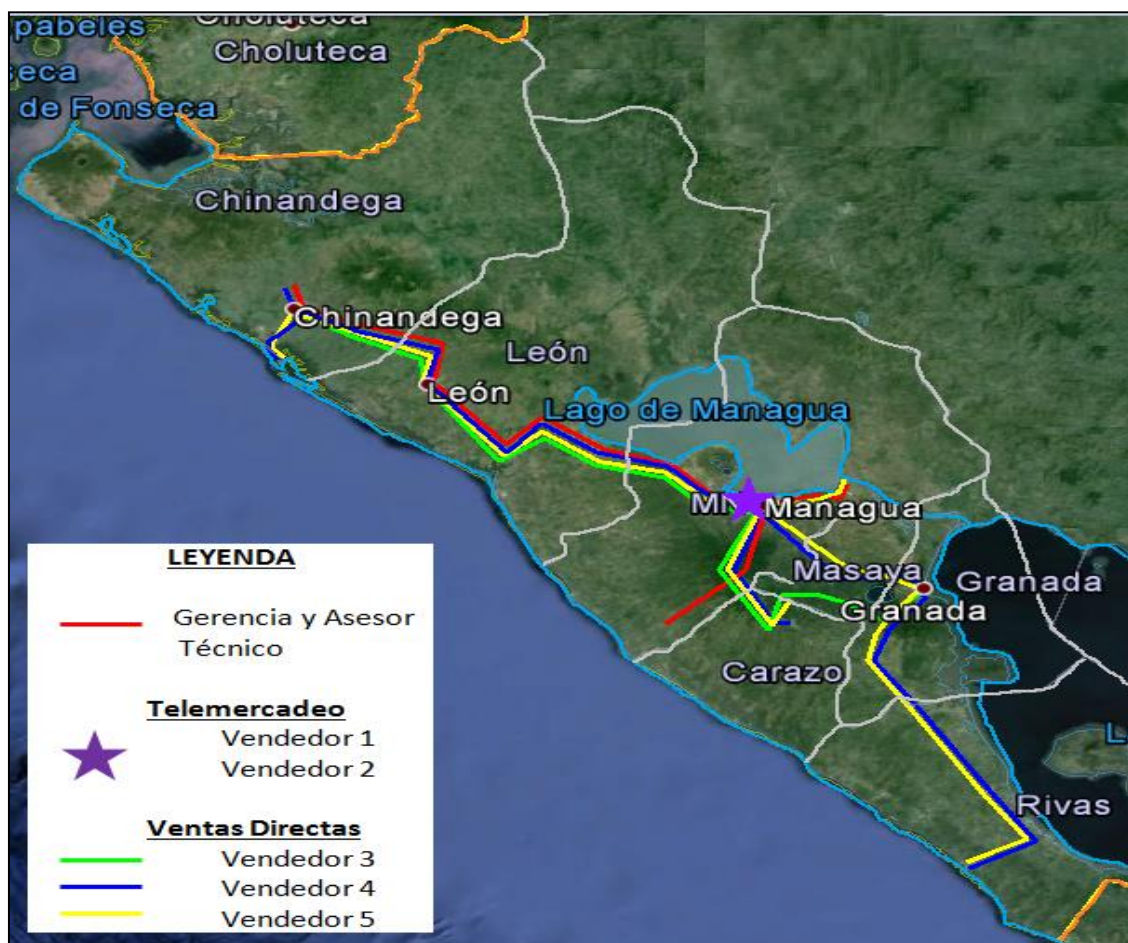 Choluteca
pabeles
Choluteca
seca
de Fonseca
Chinandega
Chinandega
León
León
Lago de Managua
Managua
Masaya
Granada
Granada
Carazo
Rivas
LEYENDA
Gerencia y Asesor
Técnico
Telemercadeo
Vendedor 1
Vendedor 2
Ventas Directas
Vendedor 3
Vendedor 4
Vendedor 5